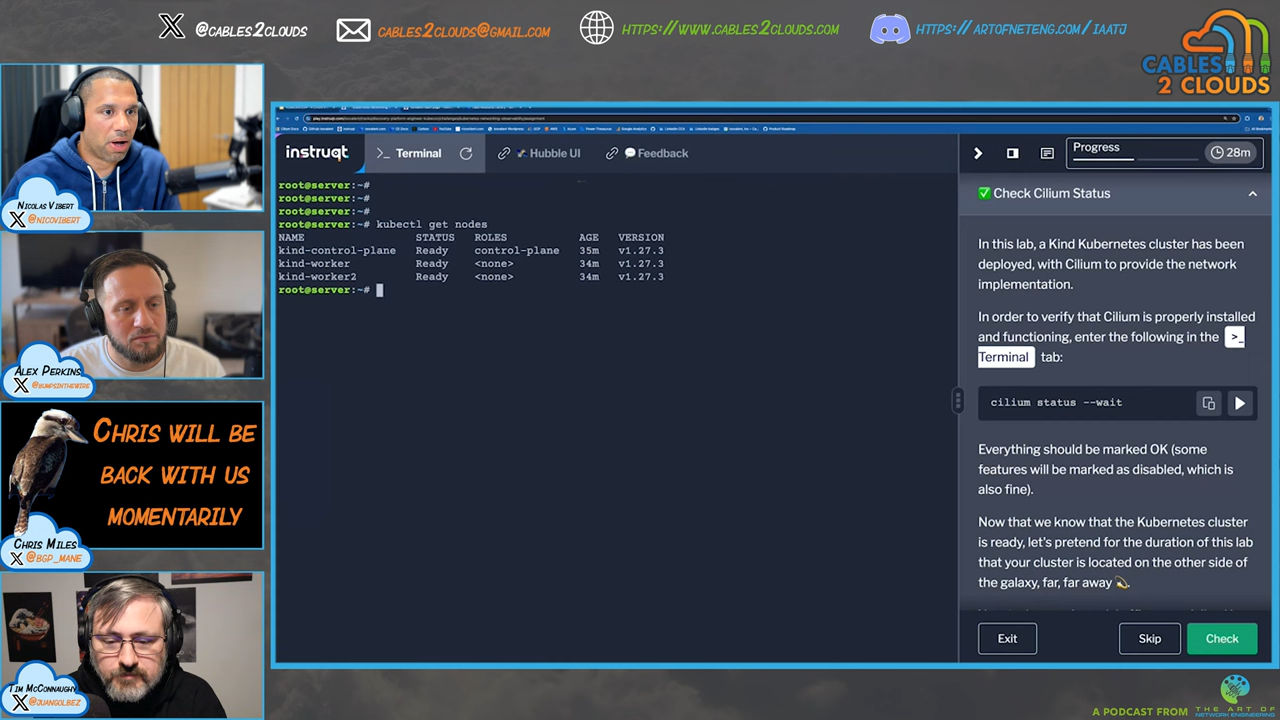 @CABLES2CLOUDS
CABLES2CLOUDS@GMAIL.COM
HTTPS://WWW.CABLES2CLOUDS.COM
HTTPS://ARTOFNETENG.COM/IAATJ
CABLES
2 CLOUDS
NICOLAS VIBERT
@NICOVIBERT
ALEX PERKINS
@BUMPSINTHEWIRE
CHRIS WILL BE
BACK WITH US
MOMENTARILY
CHRIS MILES
@BGP_MANE
TIM MCCONNAUGHY
@JUANGOLBEZ
instruqt
>_ Terminal
Hubble UI
Feedback
Progress
28m
root@server:~#
root@server:~#
root@server:~#
root@server:~# kubectl get nodes
NAME STATUS ROLES AGE VERSION
kind-control-plane Ready control-plane 35m v1.27.3
kind-worker Ready <none> 34m v1.27.3
kind-worker2 Ready <none> 34m v1.27.3
root@server:~#
Check Cilium Status
In this lab, a Kind Kubernetes cluster has been
deployed, with Cilium to provide the network
implementation.
In order to verify that Cilium is properly installed
and functioning, enter the following in the >_
Terminal tab:
cilium status --wait
Everything should be marked OK (some
features will be marked as disabled, which is
also fine).
Now that we know that the Kubernetes cluster
is ready, let's pretend for the duration of this lab
that your cluster is located on the other side of
the galaxy, far, far away
Exit
Skip
Check
A PODCAST FROM
THE ART OF
NETWORK ENGINEERING